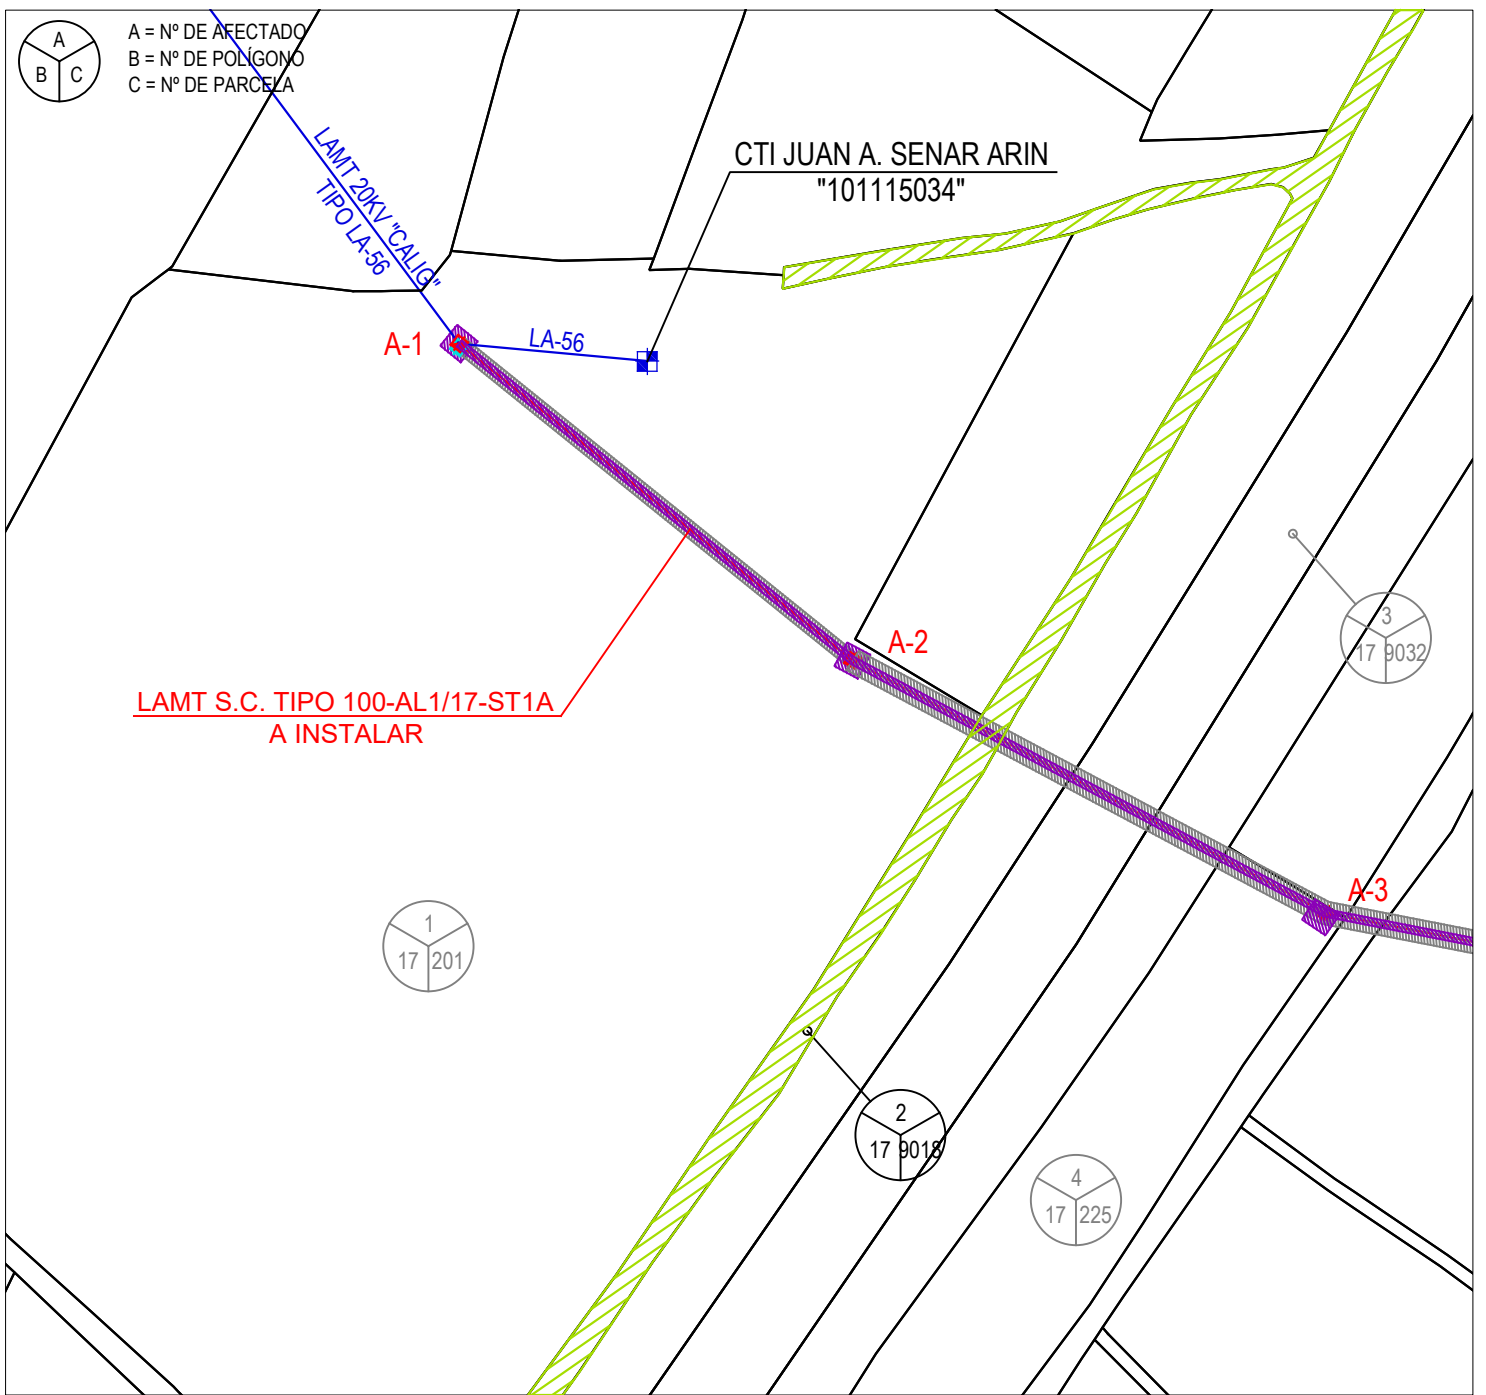 A
B C
A = Nº DE AFECTADO
B = Nº DE POLÍGONO
C = Nº DE PARCELA
LAMT 20KV "CALIG"
TIPO LA-56
CTI JUAN A. SENAR ARIN
"101115034"
A-1
LA-56
A-2
3
17 9032
LAMT S.C. TIPO 100-AL1/17-ST1A
A INSTALAR
A-3
1
17 201
2
17 9018
4
17 225